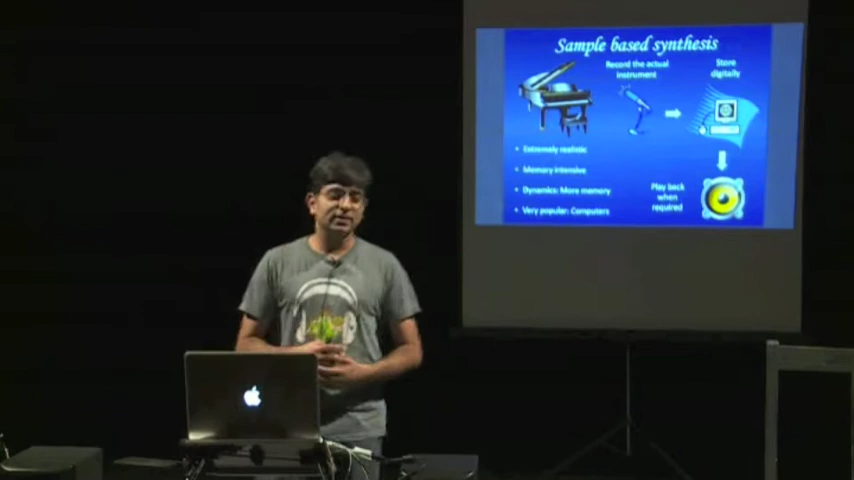 Sample based synthesis
Record the actual
instrument
Store
digitally
• Extremely realistic
• Memory intensive
• Dynamics: More memory
• Very popular: Computers
Play back
when
required